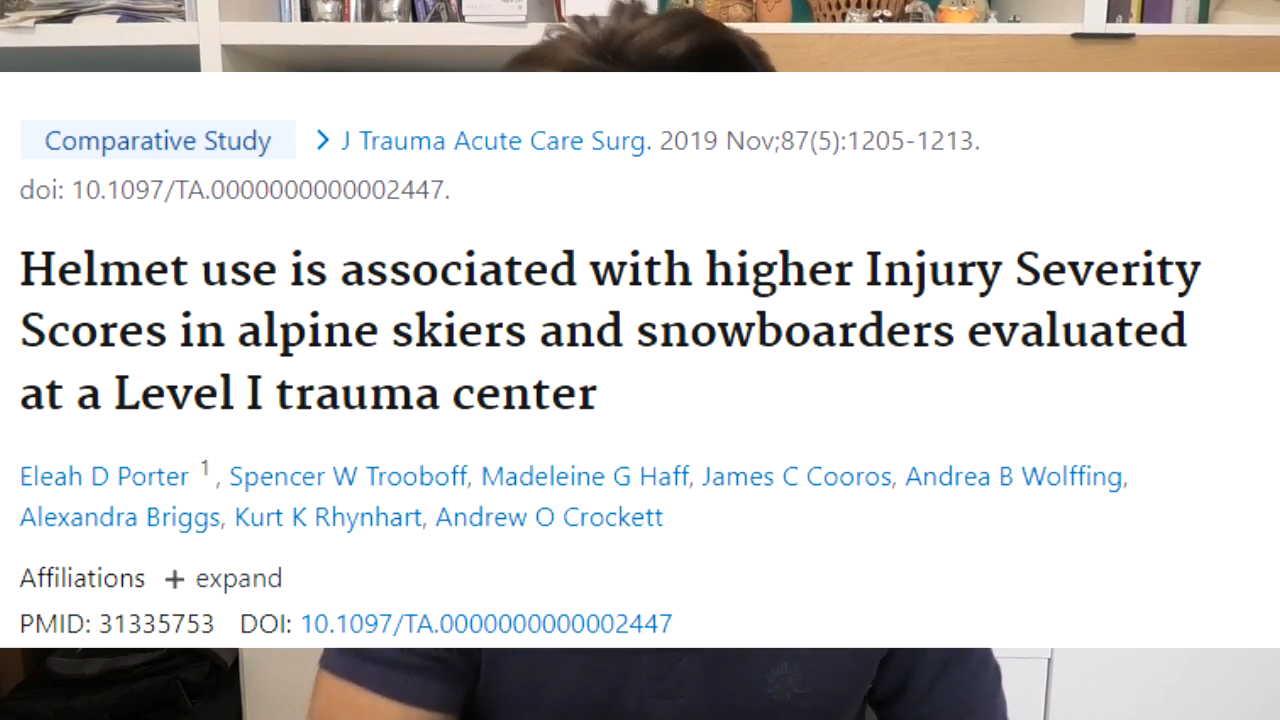 Comparative Study > J Trauma Acute Care Surg. 2019 Nov;87(5):1205-1213.
doi: 10.1097/TA.0000000000002447.
Helmet use is associated with higher Injury Severity
Scores in alpine skiers and snowboarders evaluated
at a Level I trauma center
Eleah D Porter 1, Spencer W Trooboff, Madeleine G Haff, James C Cooros, Andrea B Wolffing,
Alexandra Briggs, Kurt K Rhynhart, Andrew O Crockett
Affiliations + expand
PMID: 31335753 DOI: 10.1097/TA.0000000000002447